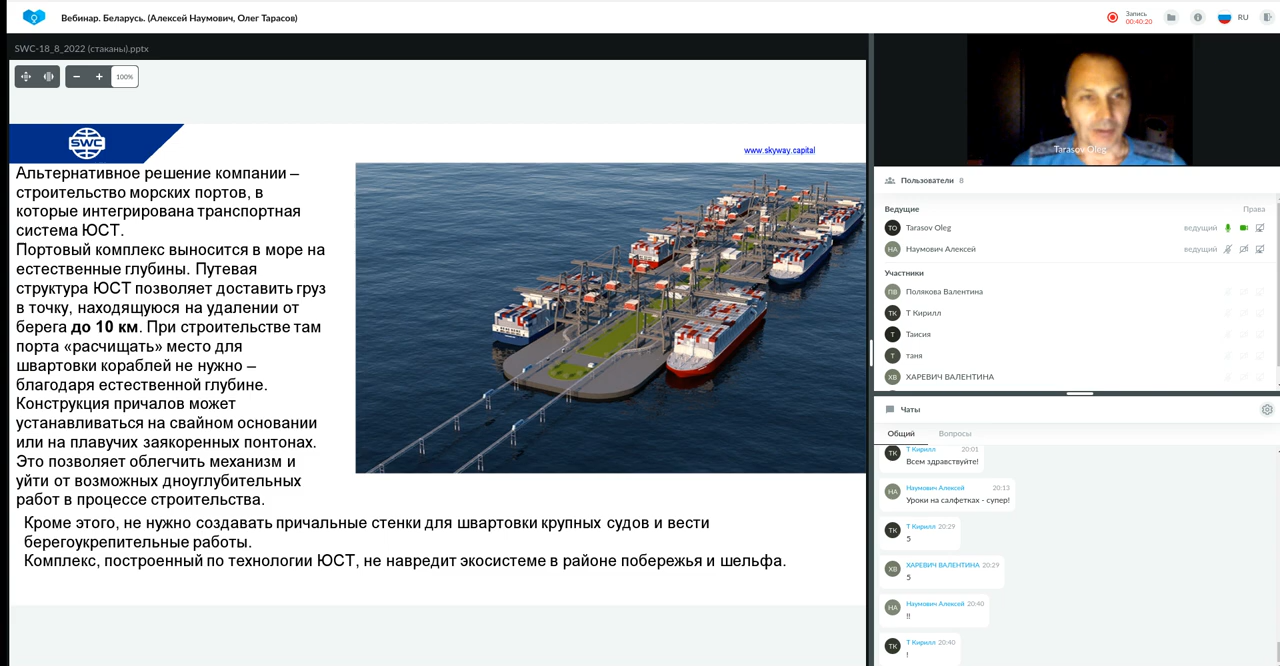 Вебинар. Беларусь. (Алексей Наумович, Олег Тарасов)
Запись
00:40:20
RU
SWC-18_8_2022 (стаканы).pptx
100%
SWC
www.skyway.capital
Альтернативное решение компании –
строительство морских портов, в
которые интегрирована транспортная
система ЮСТ.
Портовый комплекс выносится в море на
естественные глубины. Путевая
структура ЮСТ позволяет доставить груз
в точку, находящуюся на удалении от
берега до 10 км. При строительстве там
порта «расчищать» место для
швартовки кораблей не нужно –
благодаря естественной глубине.
Конструкция причалов может
устанавливаться на свайном основании
или на плавучих заякоренных понтонах.
Это позволяет облегчить механизм и
уйти от возможных дноуглубительных
работ в процессе строительства.
Кроме этого, не нужно создавать причальные стенки для швартовки крупных судов и вести
берегоукрепительные работы.
Комплекс, построенный по технологии ЮСТ, не навредит экосистеме в районе побережья и шельфа.
Tarasov Oleg
Пользователи 8
Ведущие Права
TO Tarasov Oleg ведущий
НА Наумович Алексей ведущий
Участники
ПВ Полякова Валентина
ТК Т Кирилл
Т Таисия
Т таня
ХВ ХАРЕВИЧ ВАЛЕНТИНА
Чаты
Общий Вопросы
ТК Т Кирилл 20:01
Всем здравствуйте!
НА Наумович Алексей 20:13
Уроки на салфетках - супер!
ТК Т Кирилл 20:29
5
ХВ ХАРЕВИЧ ВАЛЕНТИНА 20:29
5
НА Наумович Алексей 20:40
!!
ТК Т Кирилл 20:40
!